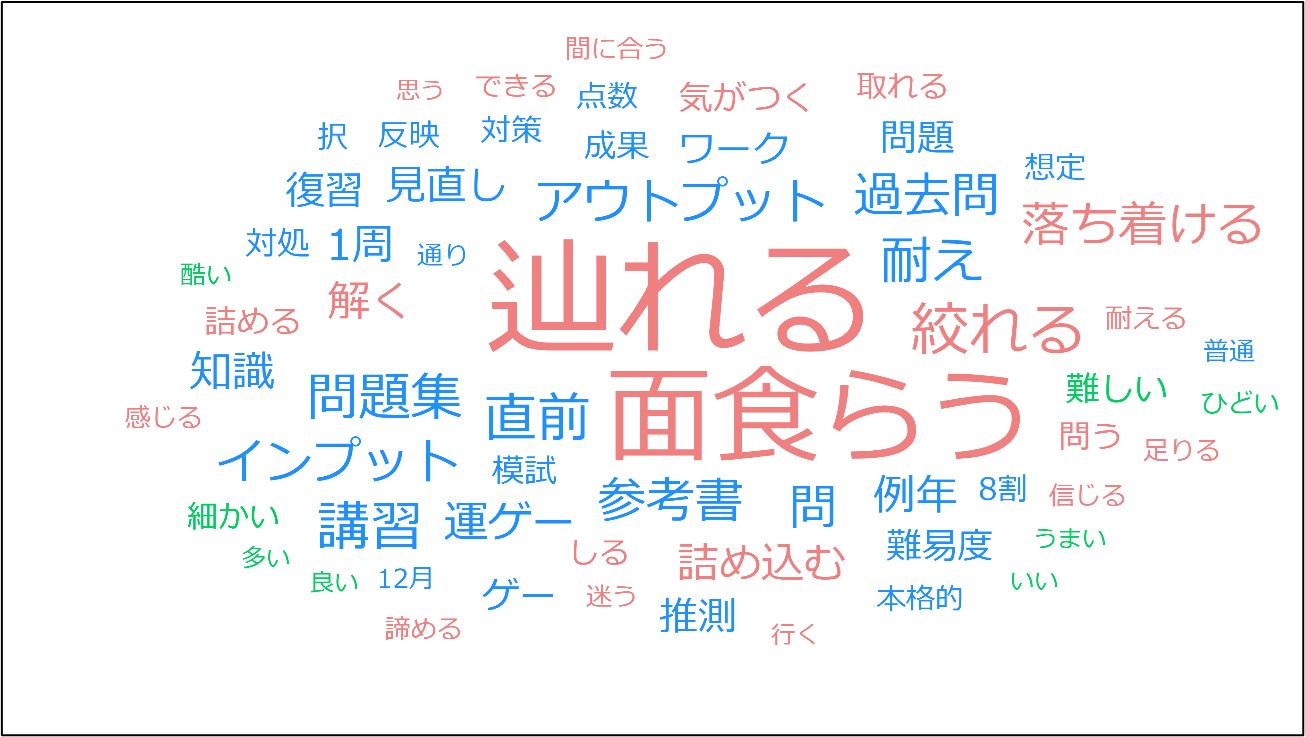 間に合う
思う できる 点数 気がつく 取れる
択 反映 対策 成果 ワーク 問題
想定
復習 見直し アウトプット 過去問 落ち着ける
対処 1周 通り 辿れる 耐え
酷い
詰める 解く 絞れる 耐える
普通
知識 問題集 直前 面食らう 難しい ひどい
感じる
問う 足りる
インプット 模試
細かい 講習 運ゲー 参考書 問 例年 8割 信じる
多い しる 詰め込む 難易度 うまい
良い 12月 ゲー 迷う 推測 本格的 いい
諦める 行く